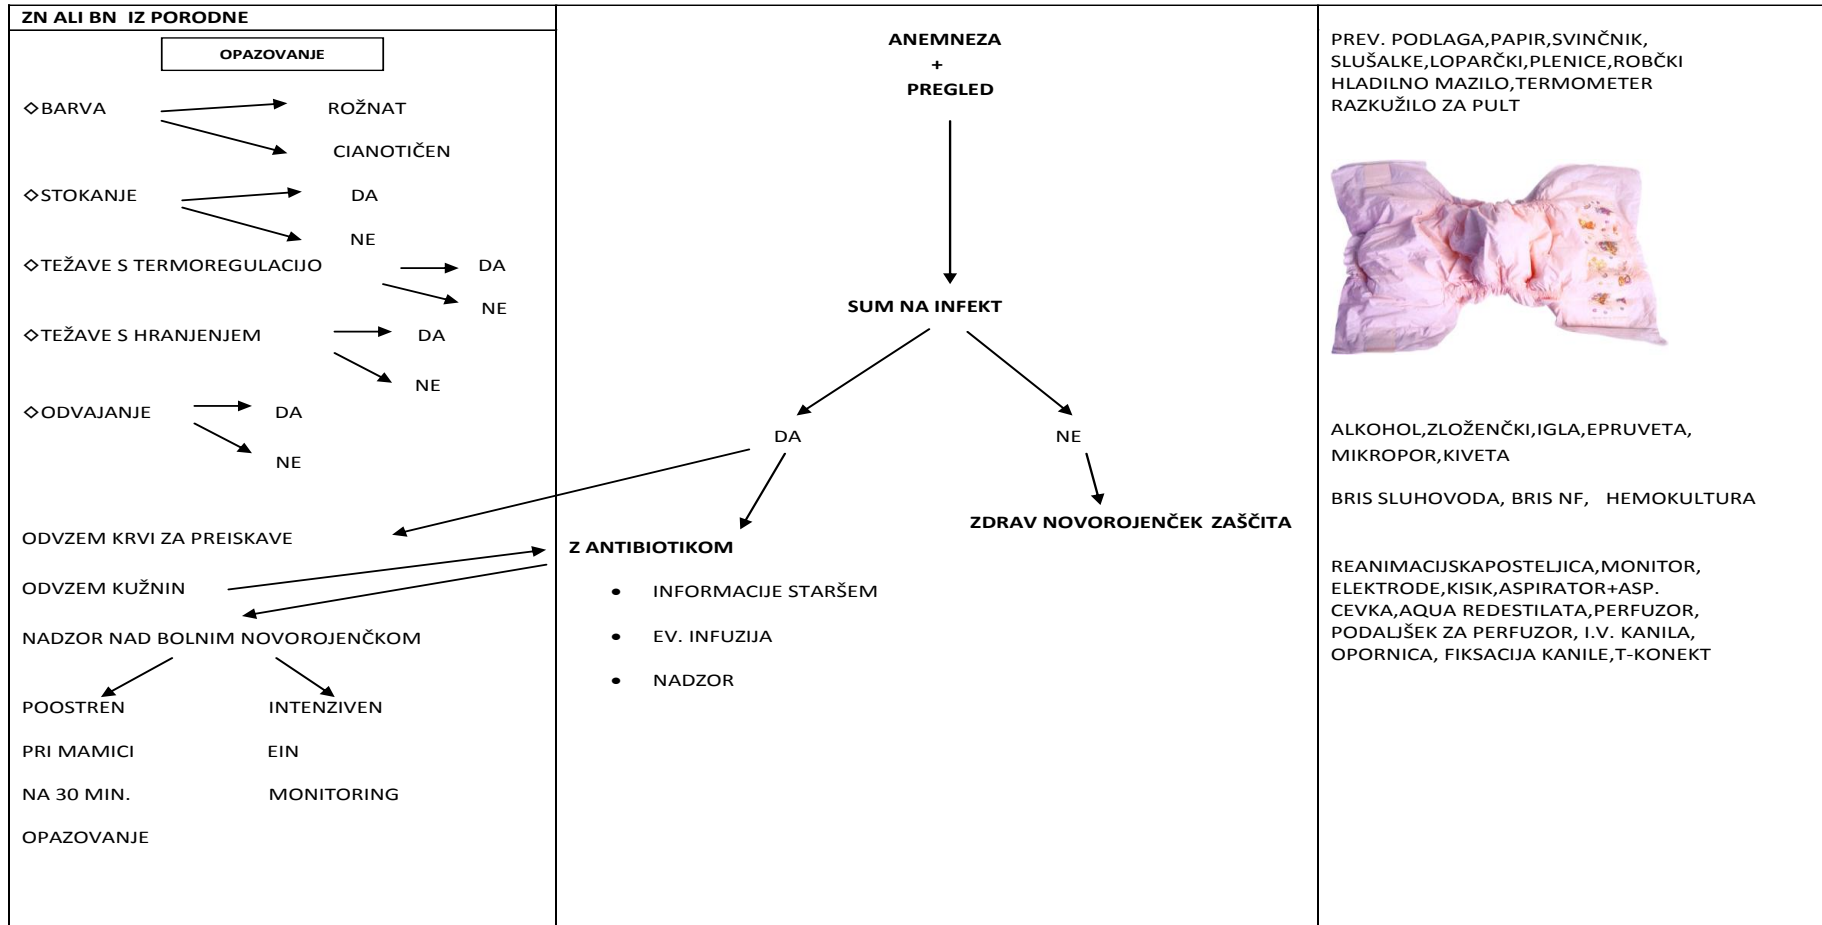 ZN ALI BN IZ PORODNE
OPAZOVANJE
◇BARVA
ROŽNAT
CIANOTIČEN
◇STOKANJE
DA
NE
◇TEŽAVE S TERMOREGULACIJO
DA
NE
◇TEŽAVE S HRANJENJEM
DA
NE
◇ODVAJANJE
DA
NE
ODVZEM KRVI ZA PREISKAVE
ODVZEM KUŽNIN
NADZOR NAD BOLNIM NOVOROJENČKOM
POOSTREN INTENZIVEN
PRI MAMICI EIN
NA 30 MIN. MONITORING
OPAZOVANJE
ANEMNEZA
+
PREGLED
SUM NA INFEKT
DA NE
ZDRAV NOVOROJENČEK ZAŠČITA
Z ANTIBIOTIKOM
• INFORMACIJE STARŠEM
• EV. INFUZIJA
• NADZOR
PREV. PODLAGA,PAPIR,SVINČNIK,
SLUŠALKE,LOPARČKI,PLENICE,ROBČKI
HLADILNO MAZILO,TERMOMETER
RAZKUŽILO ZA PULT
ALKOHOL,ZLOŽENČKI,IGLA,EPRUVETA,
MIKROPOR,KIVETA
BRIS SLUHOVODA, BRIS NF, HEMOKULTURA
REANIMACIJSKAPOSTELJICA,MONITOR,
ELEKTRODE,KISIK,ASPIRATOR+ASP.
CEVKA,AQUA REDESTILATA,PERFUZOR,
PODALJŠEK ZA PERFUZOR, I.V. KANILA,
OPORNICA, FIKSACIJA KANILE,T-KONEKT